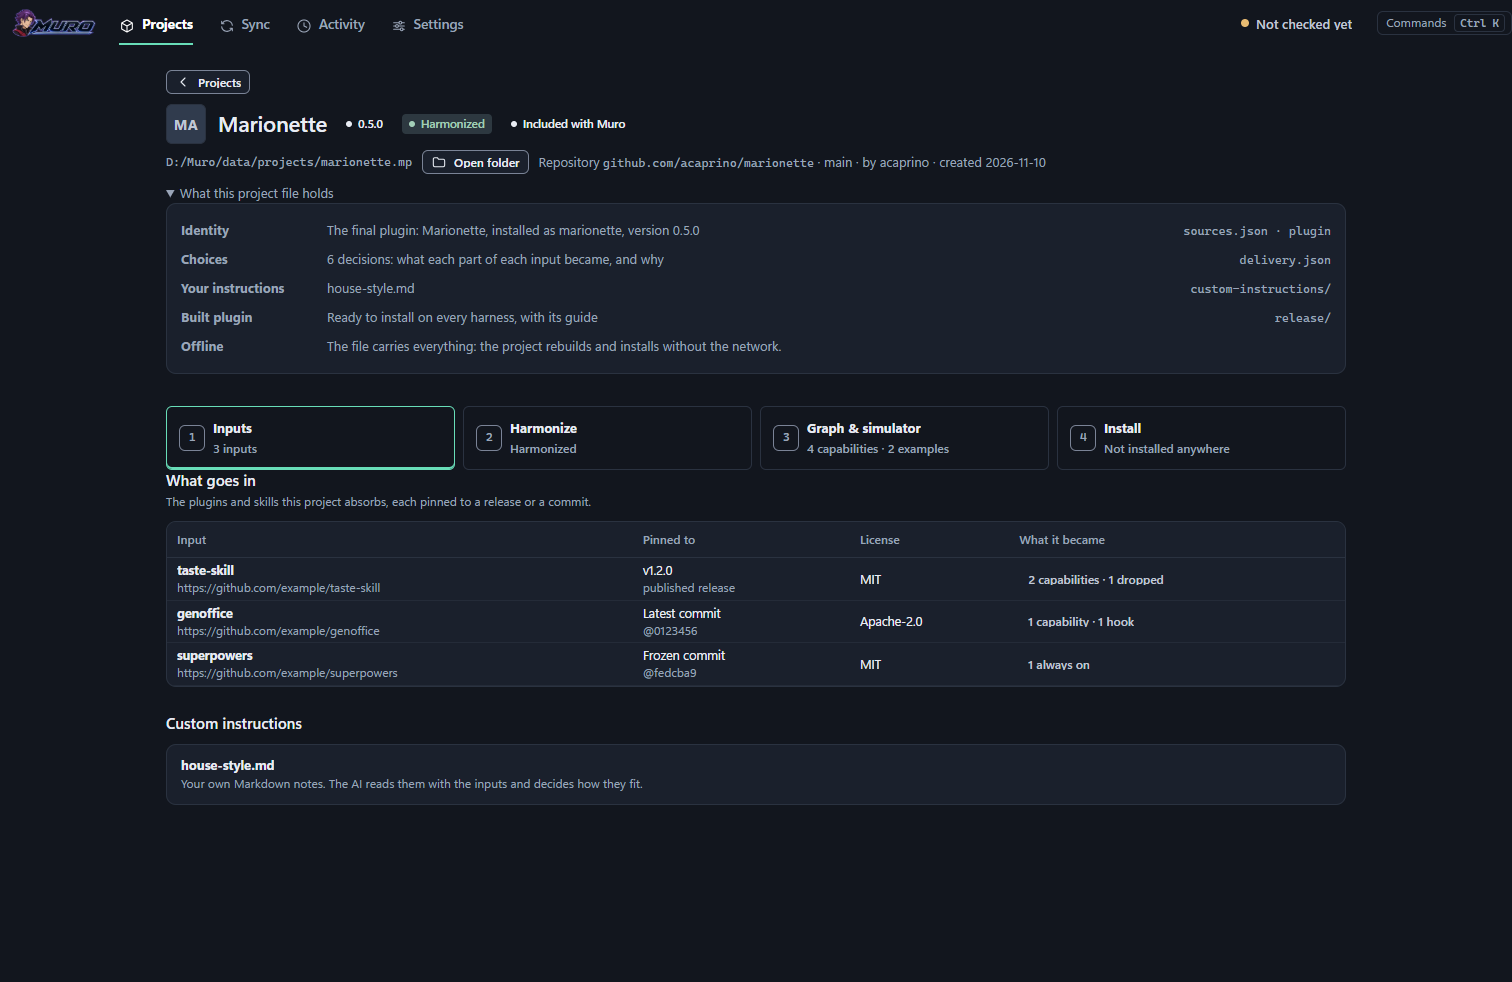 MURO
Projects
Sync
Activity
Settings
Not checked yet
Commands Ctrl K
Projects
MA
Marionette
0.5.0
Harmonized
Included with Muro
D:/Muro/data/projects/marionette.mp
Open folder
Repository github.com/acaprino/marionette · main · by acaprino · created 2026-11-10
What this project file holds
Identity The final plugin: Marionette, installed as marionette, version 0.5.0 sources.json · plugin
Choices 6 decisions: what each part of each input became, and why delivery.json
Your instructions house-style.md custom-instructions/
Built plugin Ready to install on every harness, with its guide release/
Offline The file carries everything: the project rebuilds and installs without the network.
1
Inputs
3 inputs
2
Harmonize
Harmonized
3
Graph & simulator
4 capabilities · 2 examples
4
Install
Not installed anywhere
What goes in
The plugins and skills this project absorbs, each pinned to a release or a commit.
Input Pinned to License What it became
taste-skill
https://github.com/example/taste-skill
v1.2.0
published release
MIT
2 capabilities · 1 dropped
genoffice
https://github.com/example/genoffice
Latest commit
@0123456
Apache-2.0
1 capability · 1 hook
superpowers
https://github.com/example/superpowers
Frozen commit
@fedcba9
MIT
1 always on
Custom instructions
house-style.md
Your own Markdown notes. The AI reads them with the inputs and decides how they fit.